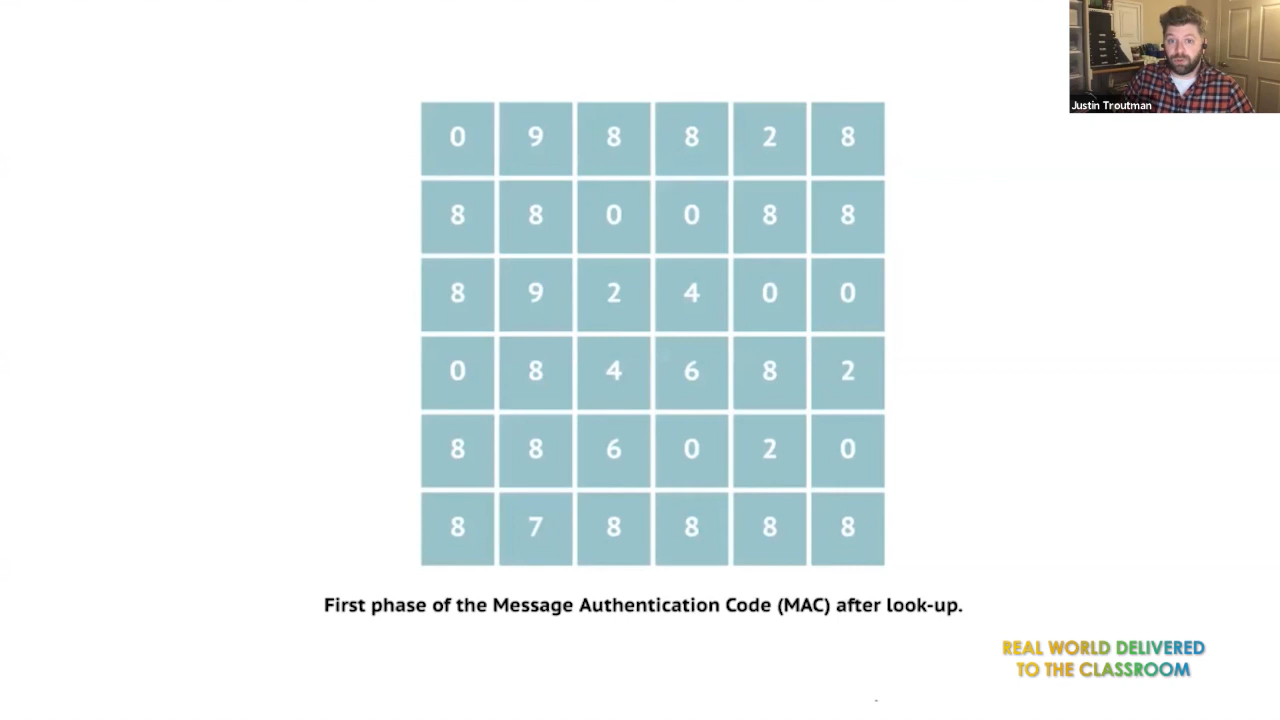 Justin Troutman
0 9 8 8 2 8
8 8 0 0 8 8
8 9 2 4 0 0
0 8 4 6 8 2
8 8 6 0 2 0
8 7 8 8 8 8
First phase of the Message Authentication Code (MAC) after look-up.
REAL WORLD DELIVERED
TO THE CLASSROOM